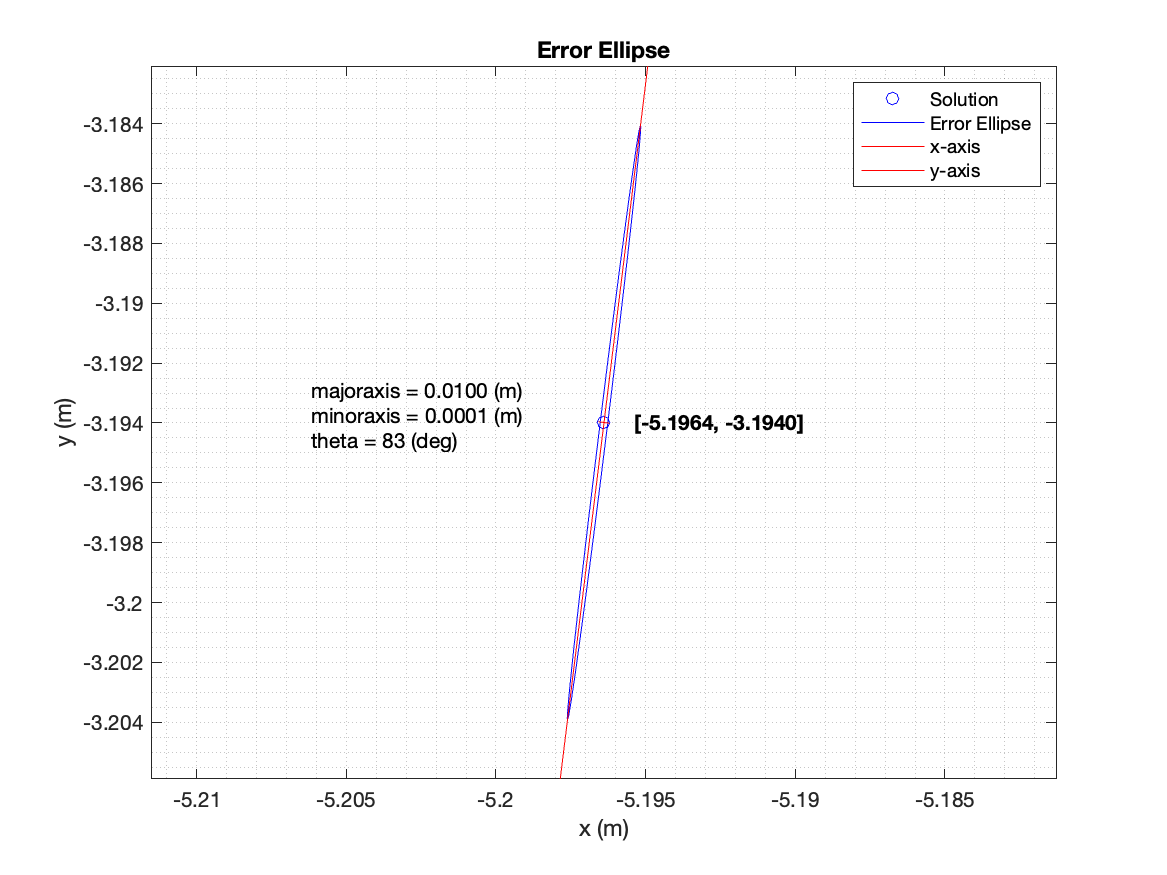 Error Ellipse
Solution
Error Ellipse
x-axis
y-axis
-3.184
-3.186
-3.188
-3.19
-3.192
-3.194
-3.196
-3.198
-3.2
-3.202
-3.204
y (m)
majoraxis = 0.0100 (m)
minoraxis = 0.0001 (m)
theta = 83 (deg)
[-5.1964, -3.1940]
-5.21 -5.205 -5.2 -5.195 -5.19 -5.185
x (m)